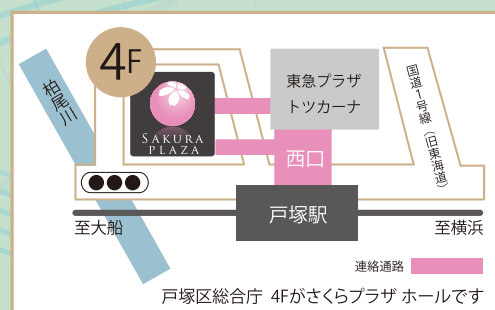 4F
柏尾川
SAKURA
PLAZA
東急プラザ
トツカーナ
国道1号線（旧東海道）
西口
戸塚駅
至大船
至横浜
連絡通路
戸塚区総合庁 4Fがさくらプラザ ホールです